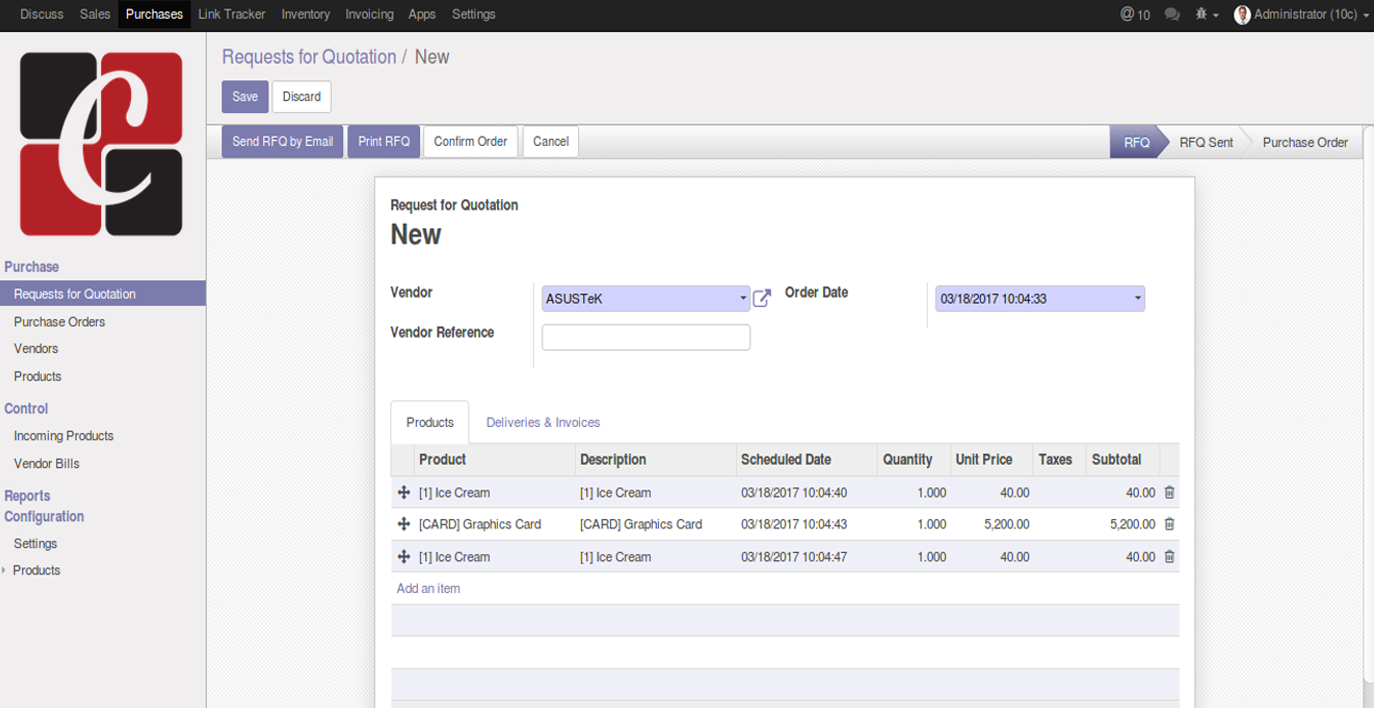 Discuss Sales Purchases Link Tracker Inventory Invoicing Apps Settings @ 10 Administrator (10c)
C
Requests for Quotation / New
Save Discard
Send RFQ by Email Print RFQ Confirm Order Cancel RFQ RFQ Sent Purchase Order
Purchase
Requests for Quotation
Purchase Orders
Vendors
Products
Control
Incoming Products
Vendor Bills
Reports
Configuration
Settings
Products
Request for Quotation
New
Vendor ASUSTeK Order Date 03/18/2017 10:04:33
Vendor Reference
Products Deliveries & Invoices
Product Description Scheduled Date Quantity Unit Price Taxes Subtotal
[1] Ice Cream [1] Ice Cream 03/18/2017 10:04:40 1.000 40.00 40.00
[CARD] Graphics Card [CARD] Graphics Card 03/18/2017 10:04:43 1.000 5,200.00 5,200.00
[1] Ice Cream [1] Ice Cream 03/18/2017 10:04:47 1.000 40.00 40.00
Add an item